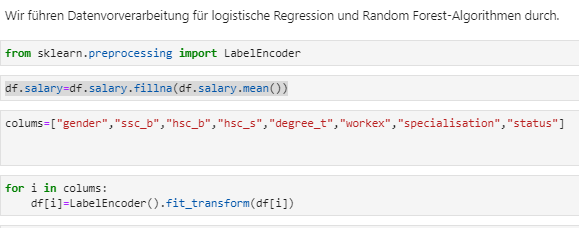 Wir führen Datenvorverarbeitung für logistische Regression und Random Forest-Algorithmen durch.
from sklearn.preprocessing import LabelEncoder
df.salary=df.salary.fillna(df.salary.mean())
colums=["gender","ssc_b","hsc_b","hsc_s","degree_t","workex","specialisation","status"]
for i in colums:
    df[i]=LabelEncoder().fit_transform(df[i])